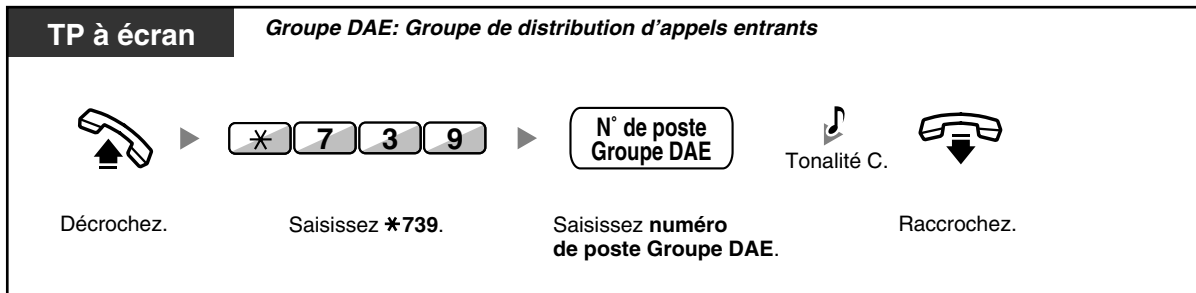 TP à écran
Groupe DAE: Groupe de distribution d’appels entrants
✳ 7 3 9
N° de poste
Groupe DAE
Tonalité C.
Décrochez.
Saisissez ✳739.
Saisissez numéro
de poste Groupe DAE.
Raccrochez.